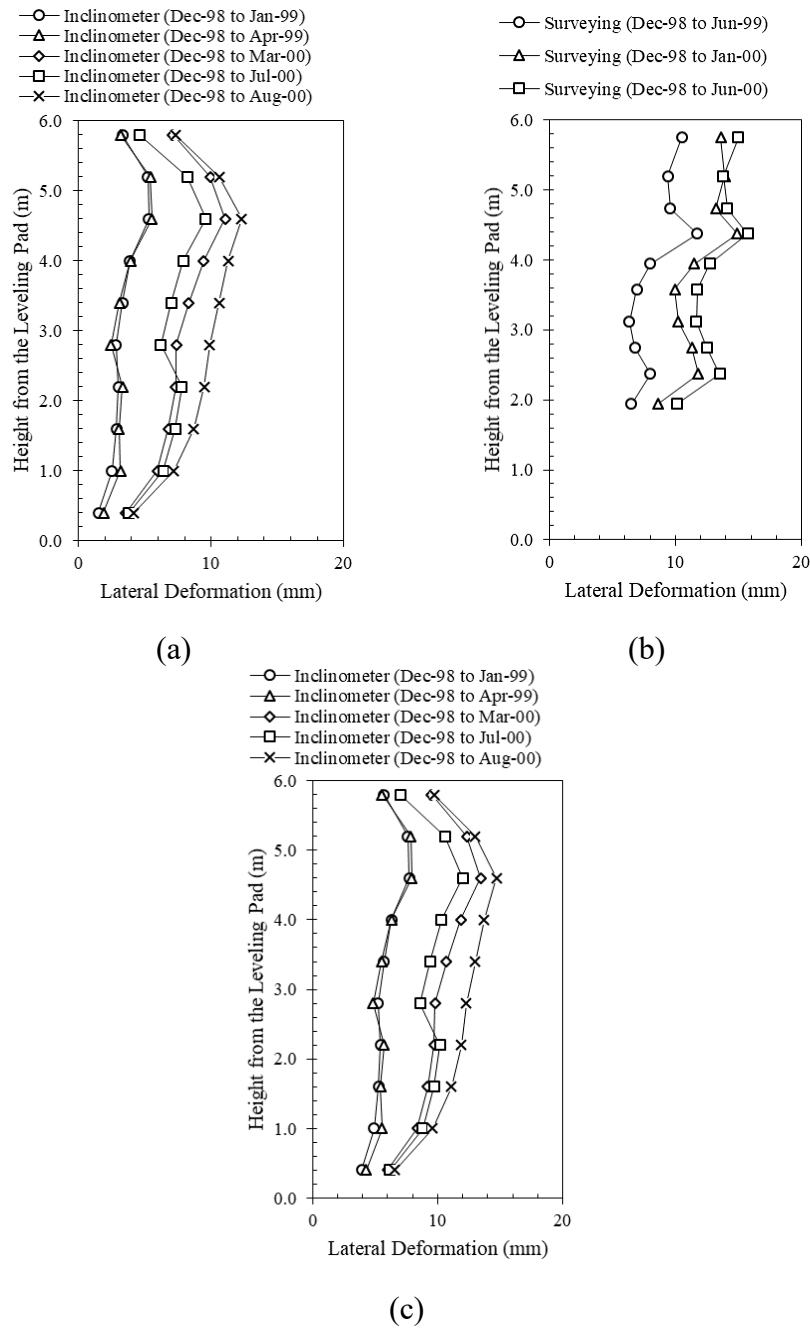 Inclinometer (Dec-98 to Jan-99)
Inclinometer (Dec-98 to Apr-99)
Inclinometer (Dec-98 to Mar-00)
Inclinometer (Dec-98 to Jul-00)
Inclinometer (Dec-98 to Aug-00)
6.0
5.0
4.0
3.0
2.0
1.0
0.0
Height from the Leveling Pad (m)
0 10 20
Lateral Deformation (mm)
(a)
Surveying (Dec-98 to Jun-99)
Surveying (Dec-98 to Jan-00)
Surveying (Dec-98 to Jun-00)
6.0
5.0
4.0
3.0
2.0
1.0
0.0
Height from the Leveling Pad (m)
0 10 20
Lateral Deformation (mm)
(b)
Inclinometer (Dec-98 to Jan-99)
Inclinometer (Dec-98 to Apr-99)
Inclinometer (Dec-98 to Mar-00)
Inclinometer (Dec-98 to Jul-00)
Inclinometer (Dec-98 to Aug-00)
6.0
5.0
4.0
3.0
2.0
1.0
0.0
Height from the Leveling Pad (m)
0 10 20
Lateral Deformation (mm)
(c)